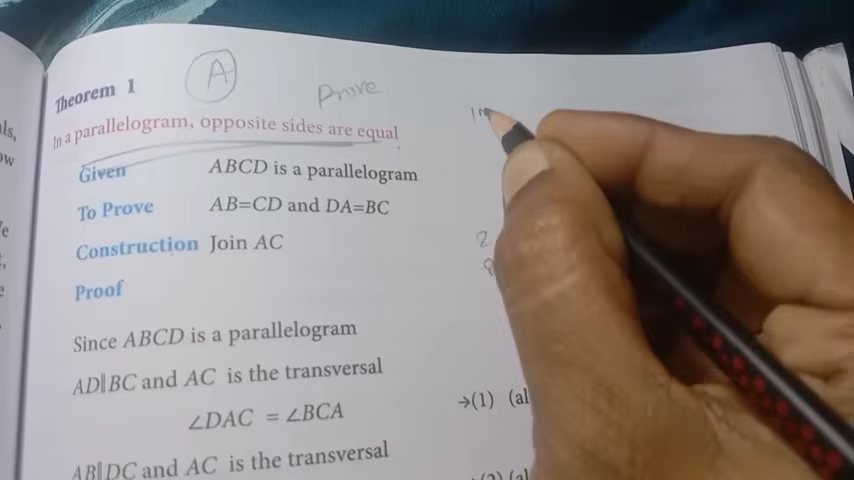 Theorem 1
A
Prove
In a parallelogram, opposite sides are equal.
Given ABCD is a parallelogram
To Prove AB=CD and DA=BC
Construction Join AC
Proof
Since ABCD is a parallelogram
AD∥BC and AC is the transversal
∠DAC = ∠BCA →(1) (al
AB∥DC and AC is the transversal